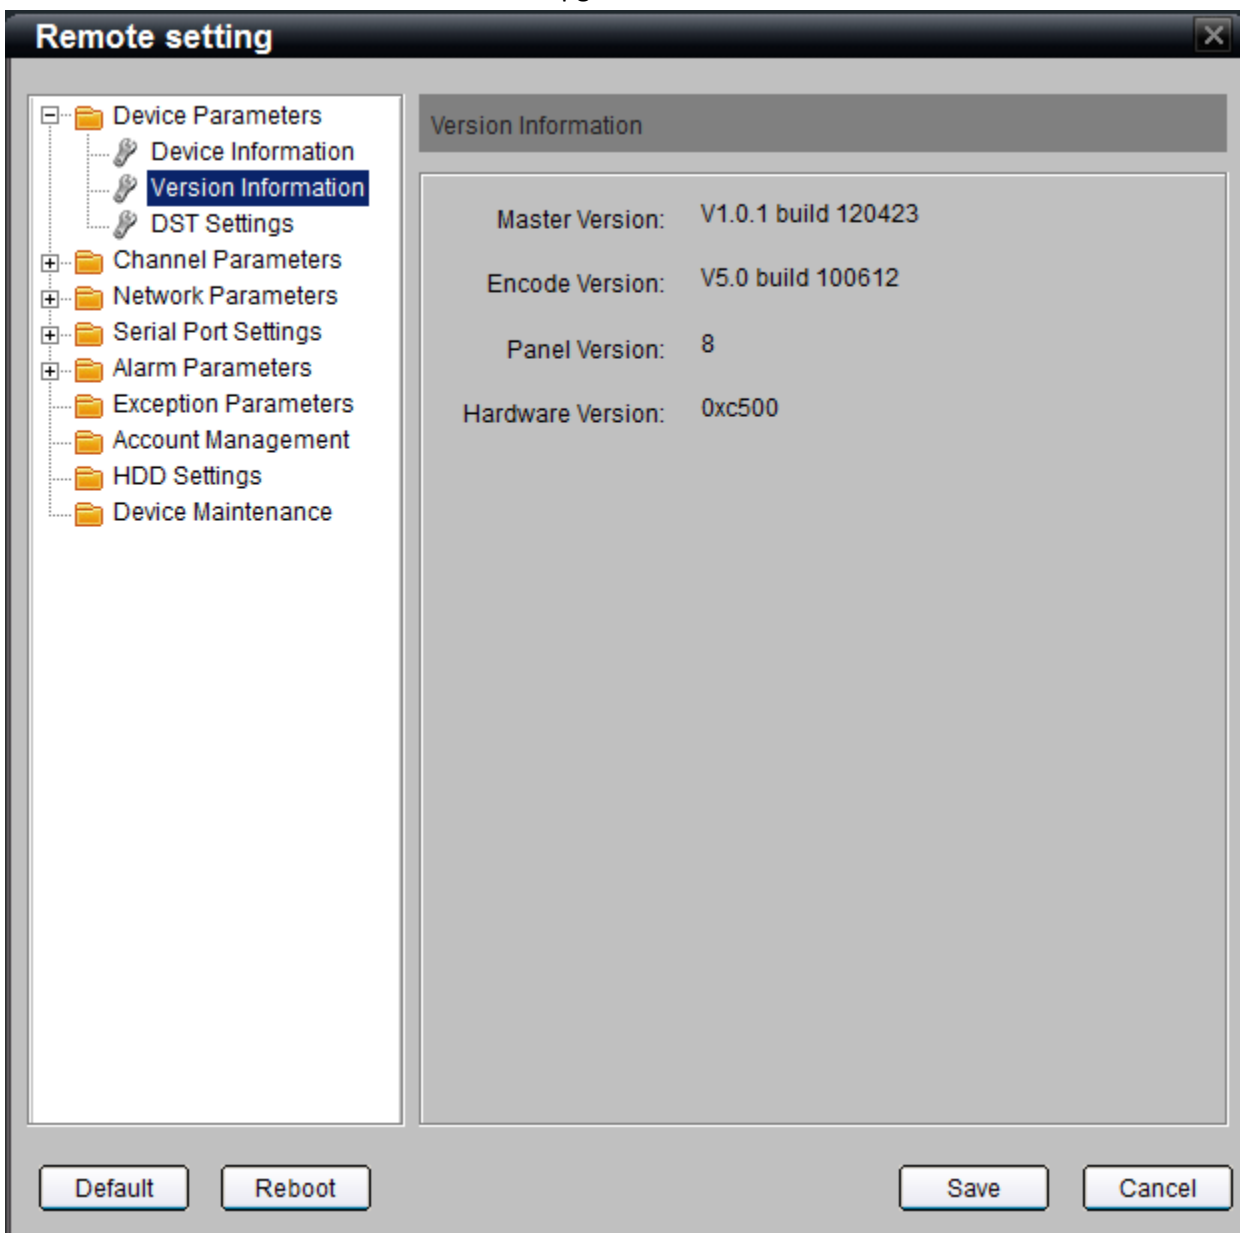 Remote setting
Device Parameters
Device Information
Version Information
DST Settings
Channel Parameters
Network Parameters
Serial Port Settings
Alarm Parameters
Exception Parameters
Account Management
HDD Settings
Device Maintenance
Version Information
Master Version: V1.0.1 build 120423
Encode Version: V5.0 build 100612
Panel Version: 8
Hardware Version: 0xc500
Default Reboot Save Cancel